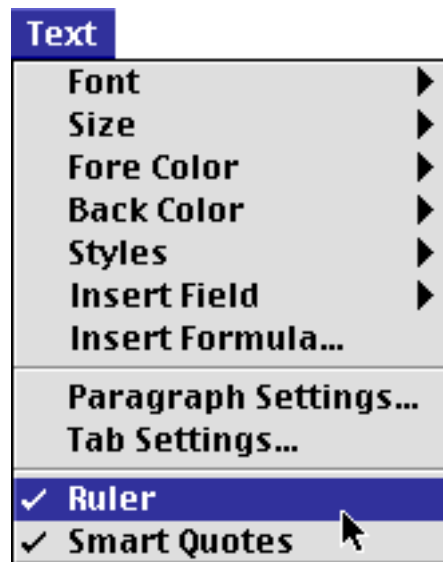 Text
Font
Size
Fore Color
Back Color
Styles
Insert Field
Insert Formula...
Paragraph Settings...
Tab Settings...
Ruler
Smart Quotes